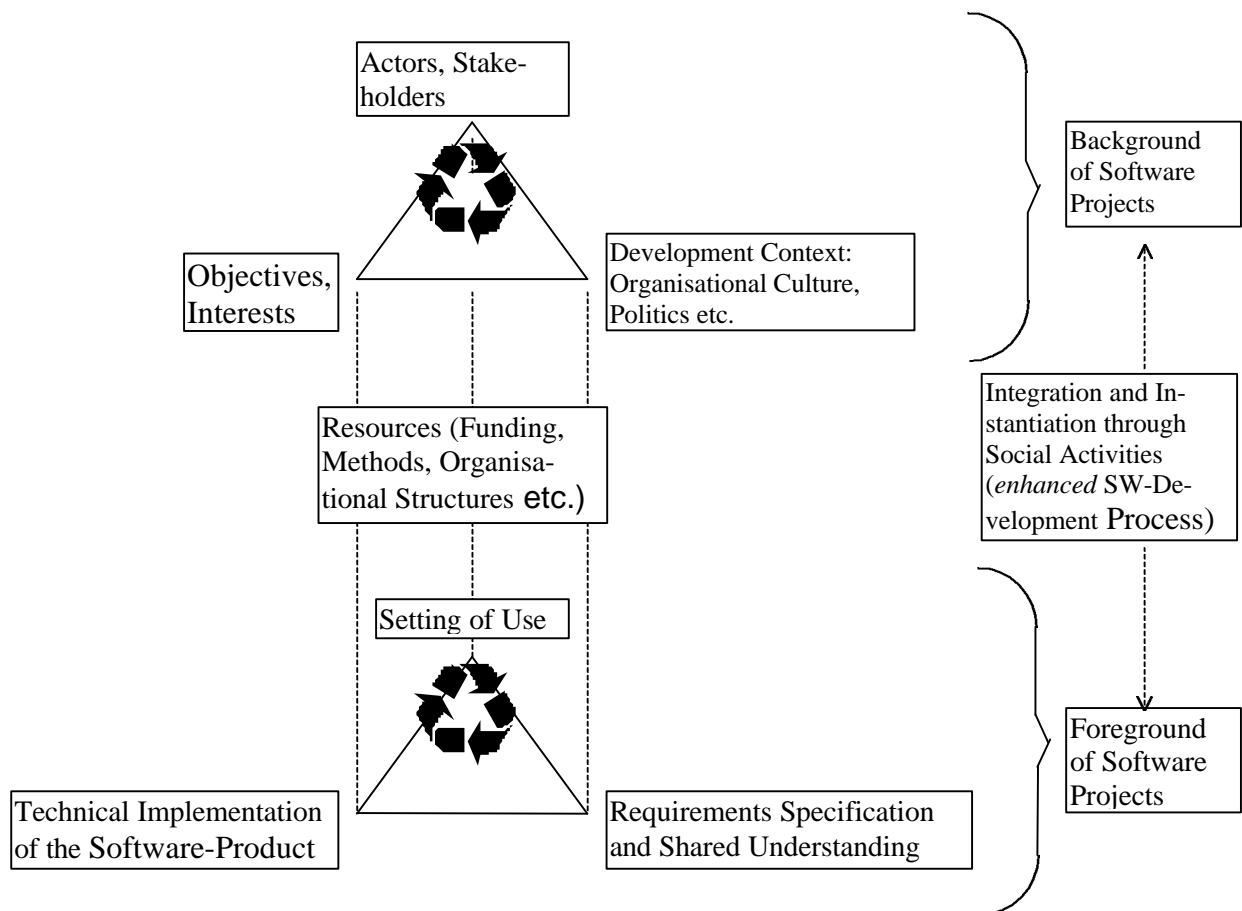 Actors, Stake-
holders
Background
of Software
Projects
Objectives,
Interests
Development Context:
Organisational Culture,
Politics etc.
Resources (Funding,
Methods, Organisa-
tional Structures etc.)
Integration and In-
stantiation through
Social Activities
(enhanced SW-De-
velopment Process)
Setting of Use
Foreground
of Software
Projects
Technical Implementation
of the Software-Product
Requirements Specification
and Shared Understanding